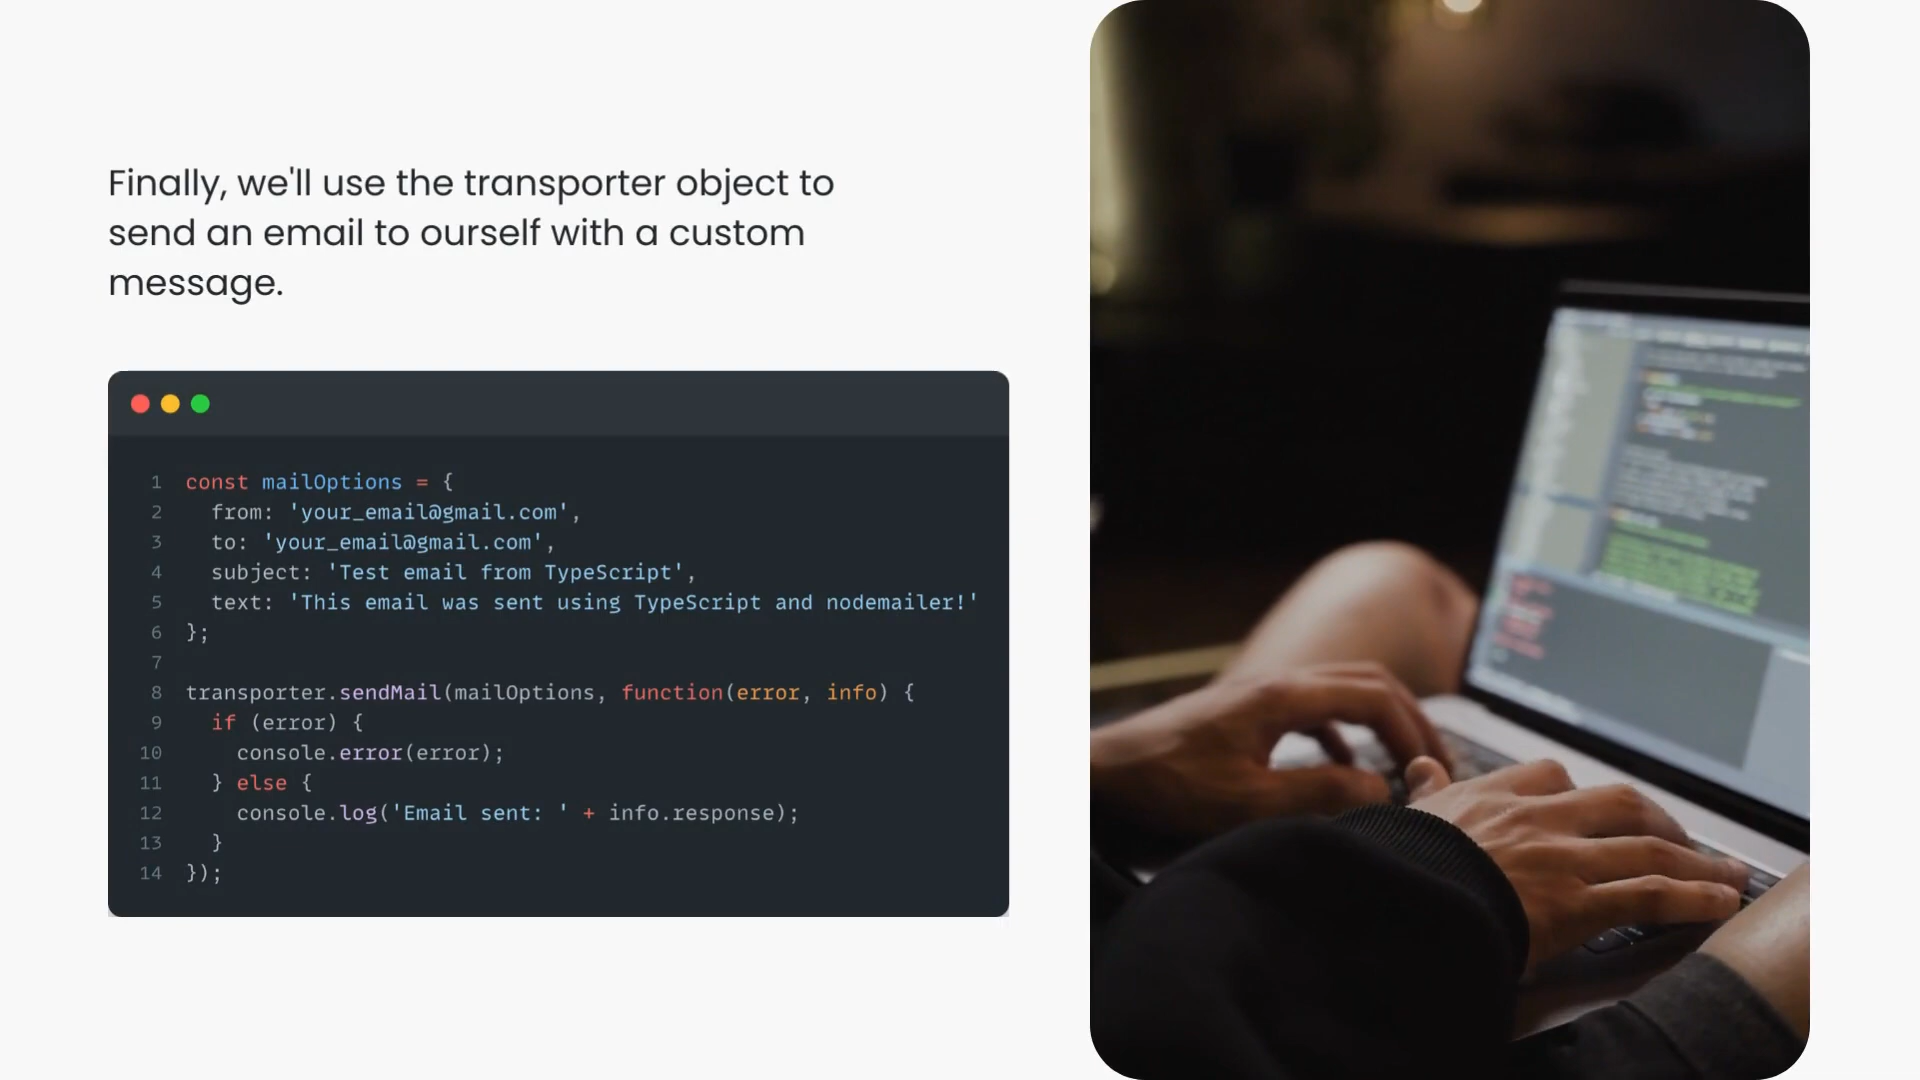 Finally, we'll use the transporter object to
send an email to ourself with a custom
message.
1 const mailOptions = {
2   from: 'your_email@gmail.com',
3   to: 'your_email@gmail.com',
4   subject: 'Test email from TypeScript',
5   text: 'This email was sent using TypeScript and nodemailer!'
6 };
7
8 transporter.sendMail(mailOptions, function(error, info) {
9   if (error) {
10     console.error(error);
11   } else {
12     console.log('Email sent: ' + info.response);
13   }
14 });